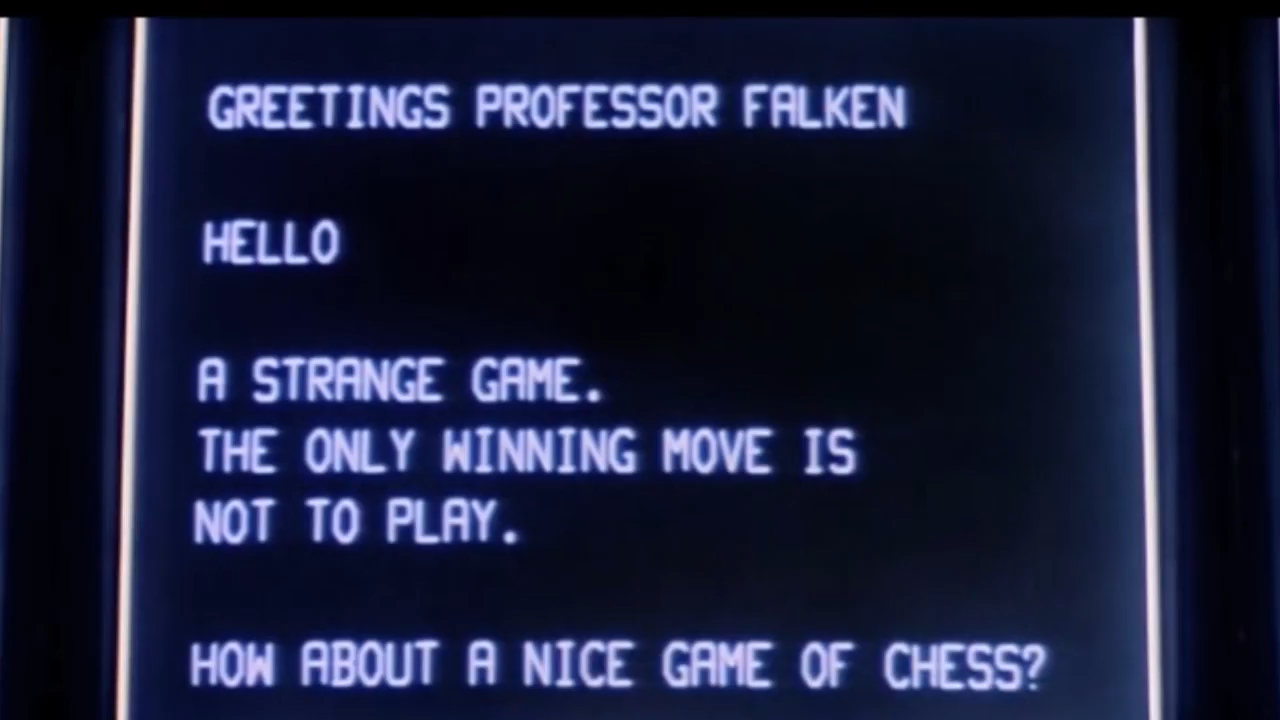 GREETINGS PROFESSOR FALKEN
HELLO
A STRANGE GAME.
THE ONLY WINNING MOVE IS
NOT TO PLAY.
HOW ABOUT A NICE GAME OF CHESS?